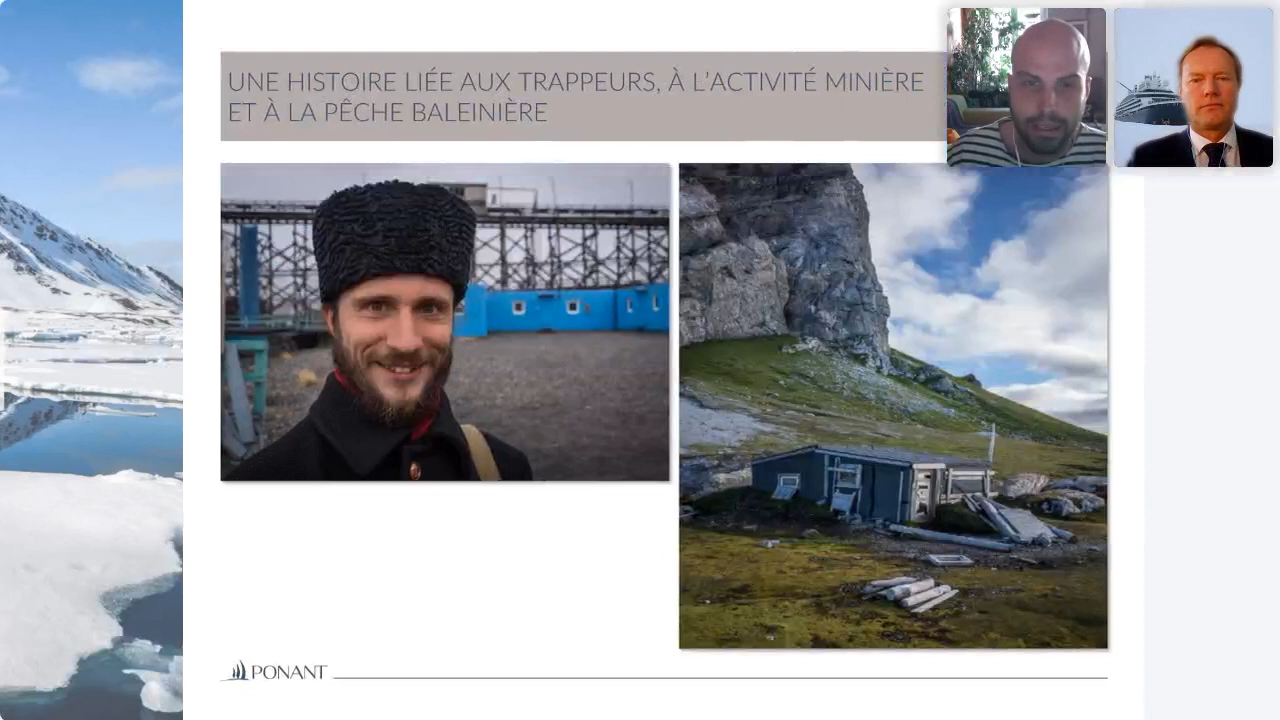 UNE HISTOIRE LIÉE AUX TRAPPEURS, À L'ACTIVITÉ MINIÈRE
ET À LA PÊCHE BALEINIÈRE
PONANT